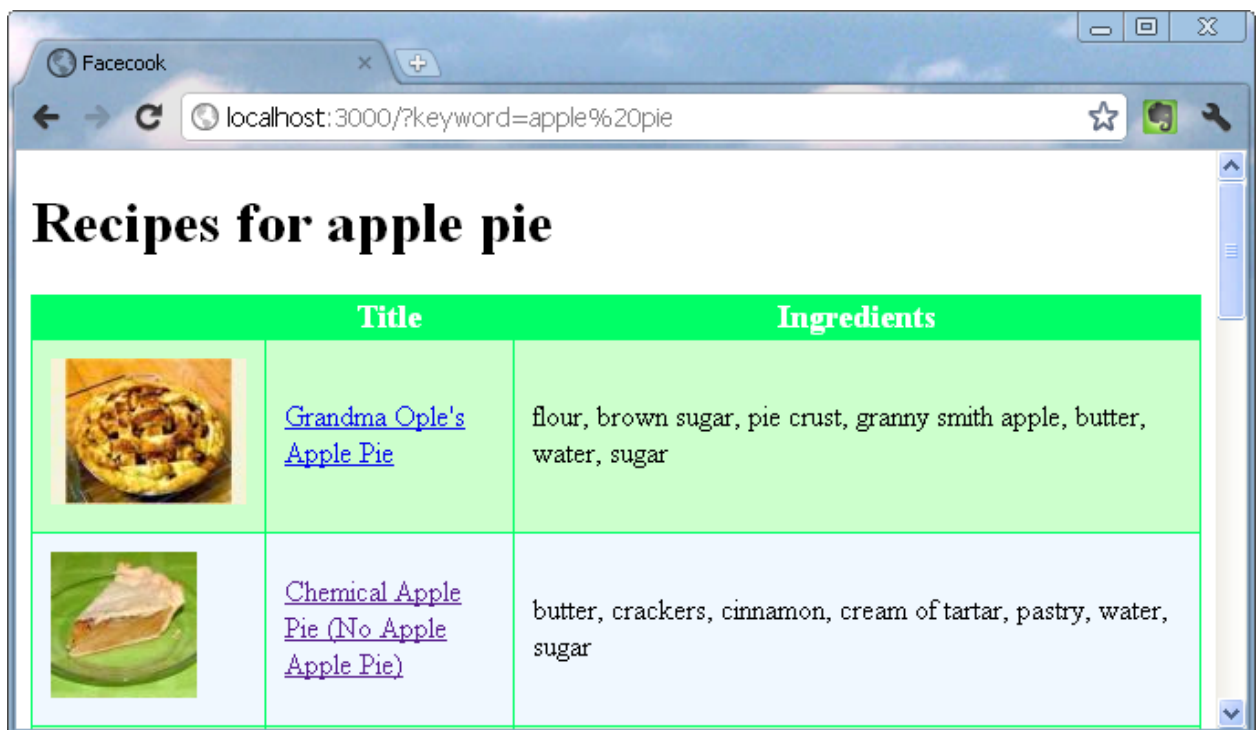 Facecook
localhost:3000/?keyword=apple%20pie
Recipes for apple pie
Title Ingredients
Grandma Ople's
Apple Pie
flour, brown sugar, pie crust, granny smith apple, butter,
water, sugar
Chemical Apple
Pie (No Apple
Apple Pie)
butter, crackers, cinnamon, cream of tartar, pastry, water,
sugar